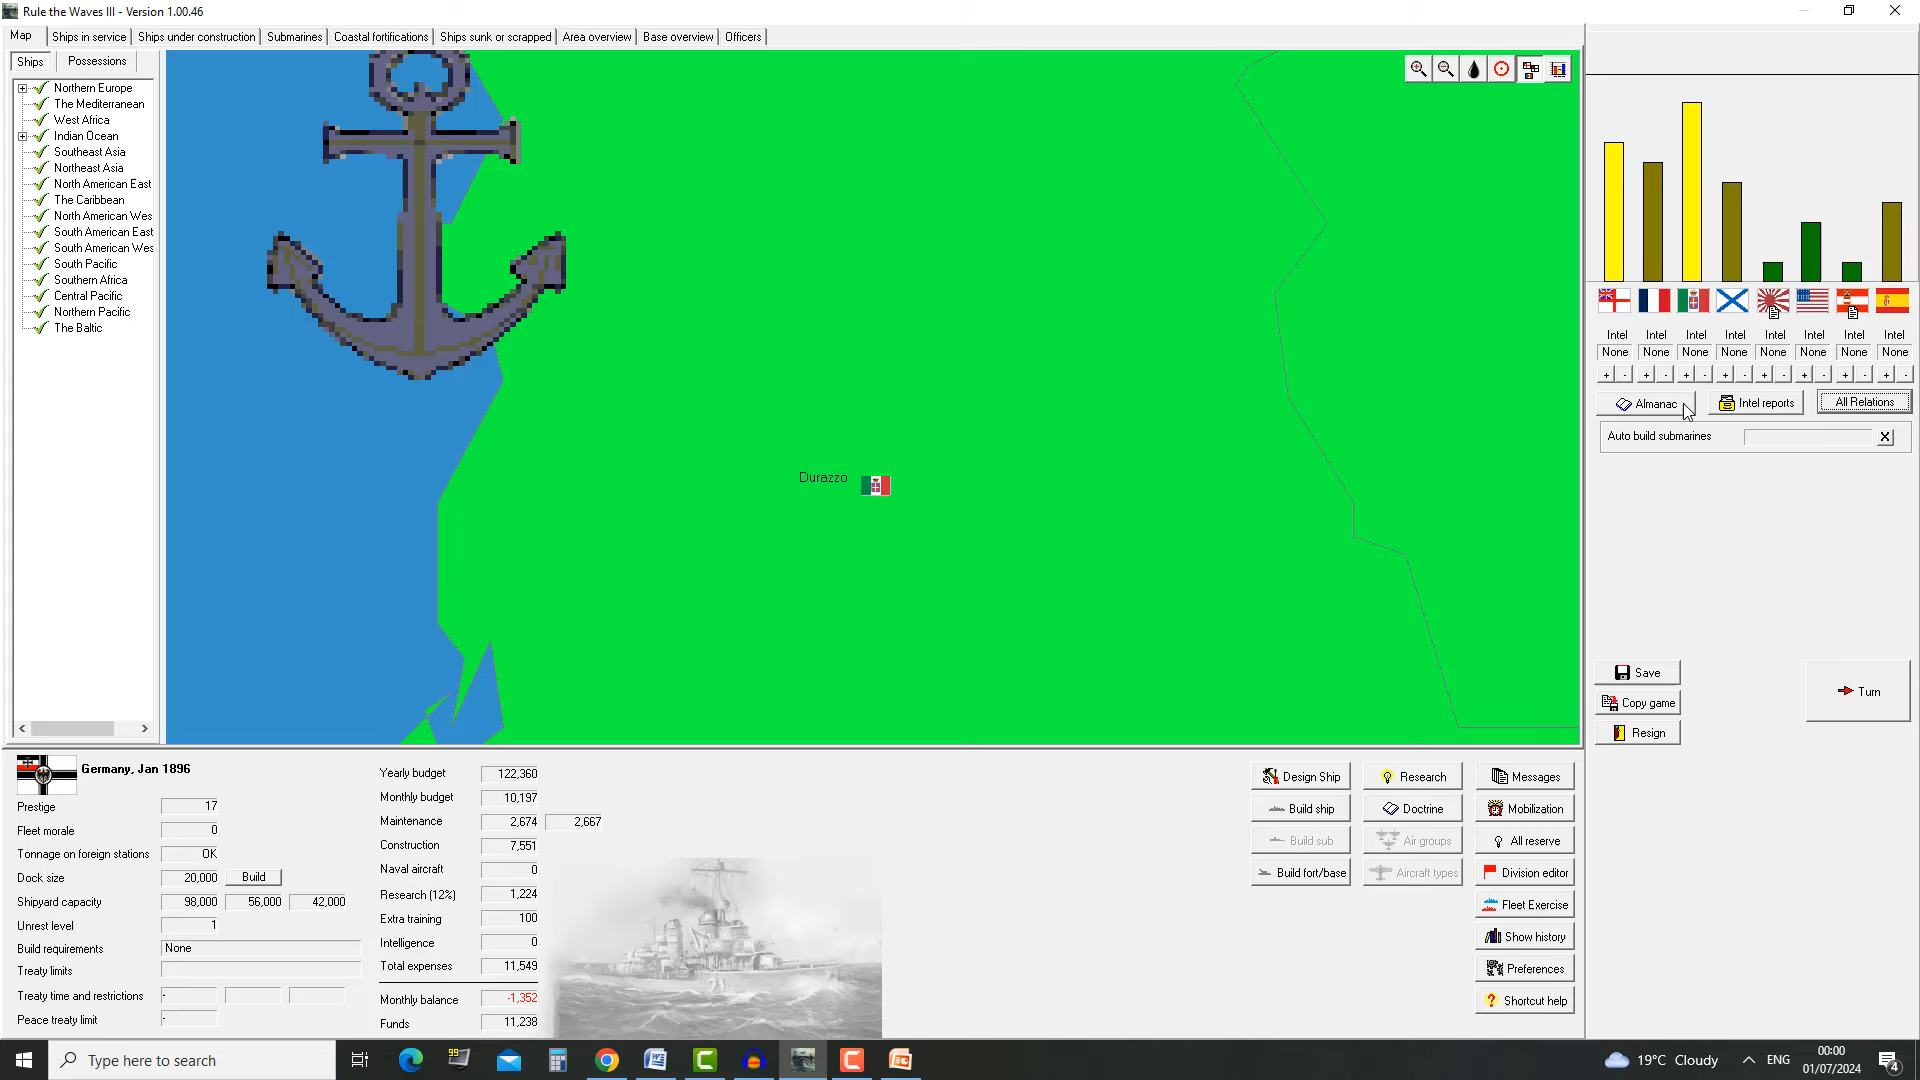 Rule the Waves III - Version 1.00.46
Map
Ships in service
Ships under construction
Submarines
Coastal fortifications
Ships sunk or scrapped
Area overview
Base overview
Officers
Ships
Possessions
Northern Europe
The Mediterranean
West Africa
Indian Ocean
Southeast Asia
Northeast Asia
North American East
The Caribbean
North American Wes
South American East
South American Wes
South Pacific
Southern Africa
Central Pacific
Northern Pacific
The Baltic
Durazzo
Intel Intel Intel Intel Intel Intel Intel Intel
None None None None None None None None
+ - + - + - + - + - + - + - + -
Almanac
Intel reports
All Relations
Auto build submarines
X
Save
Copy game
Resign
Turn
Germany, Jan 1896
Prestige 17
Fleet morale 0
Tonnage on foreign stations OK
Dock size 20,000 Build
Shipyard capacity 98,000 56,000 42,000
Unrest level 1
Build requirements None
Treaty limits
Treaty time and restrictions -
Peace treaty limit -
Yearly budget 122,360
Monthly budget 10,197
Maintenance 2,674 2,667
Construction 7,551
Naval aircraft 0
Research (12%) 1,224
Extra training 100
Intelligence 0
Total expenses 11,549
Monthly balance -1,352
Funds 11,238
Design Ship
Research
Messages
Build ship
Doctrine
Mobilization
Build sub
Air groups
All reserve
Build fort/base
Aircraft types
Division editor
Fleet Exercise
Show history
Preferences
Shortcut help
Type here to search
99
19°C Cloudy
ENG
00:00
01/07/2024
4